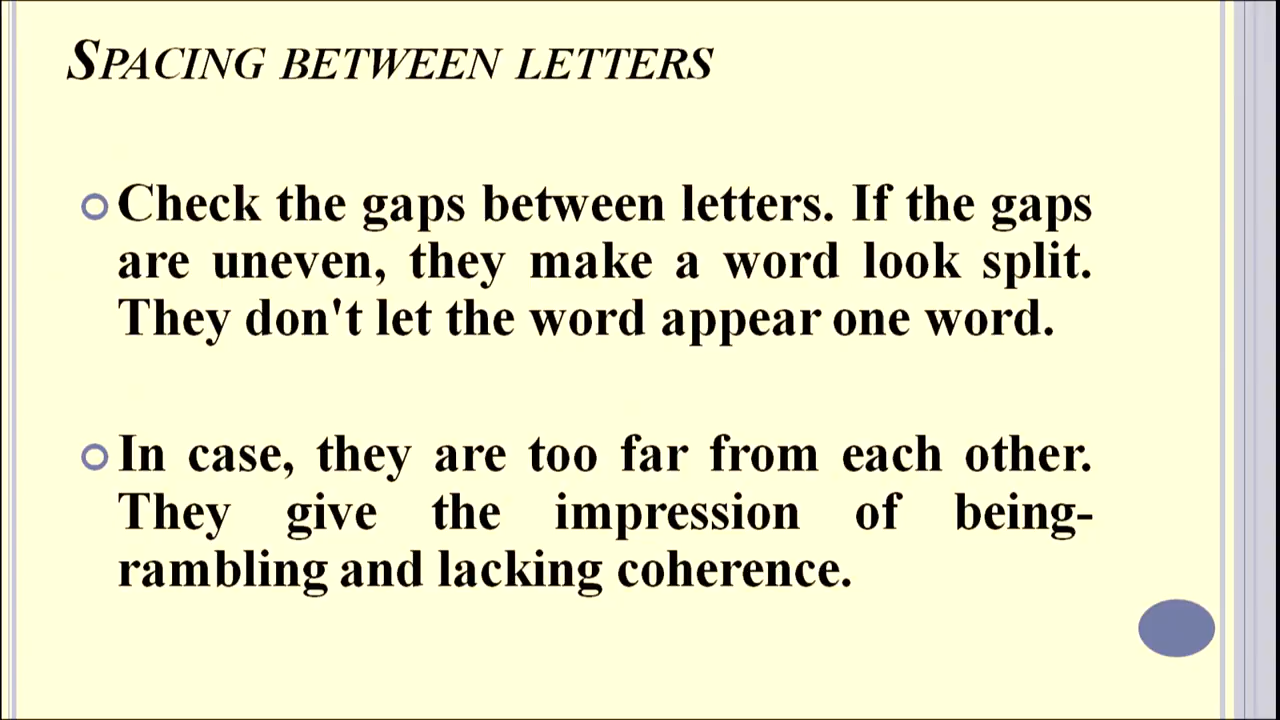 SPACING BETWEEN LETTERS
Check the gaps between letters. If the gaps
are uneven, they make a word look split.
They don't let the word appear one word.
In case, they are too far from each other.
They give the impression of being-
rambling and lacking coherence.